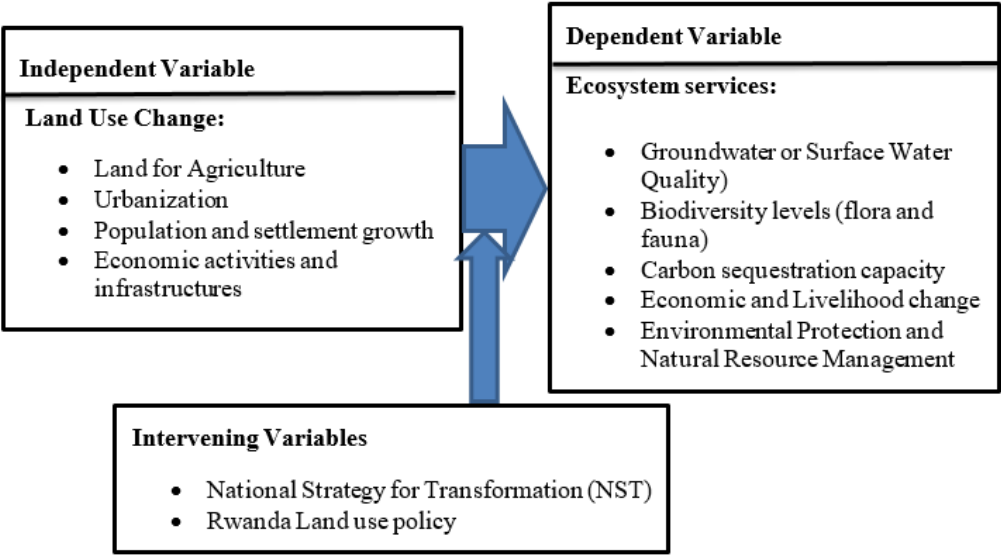 Independent Variable
Land Use Change:
• Land for Agriculture
• Urbanization
• Population and settlement growth
• Economic activities and
infrastructures
Dependent Variable
Ecosystem services:
• Groundwater or Surface Water
Quality)
• Biodiversity levels (flora and
fauna)
• Carbon sequestration capacity
• Economic and Livelihood change
• Environmental Protection and
Natural Resource Management
Intervening Variables
• National Strategy for Transformation (NST)
• Rwanda Land use policy